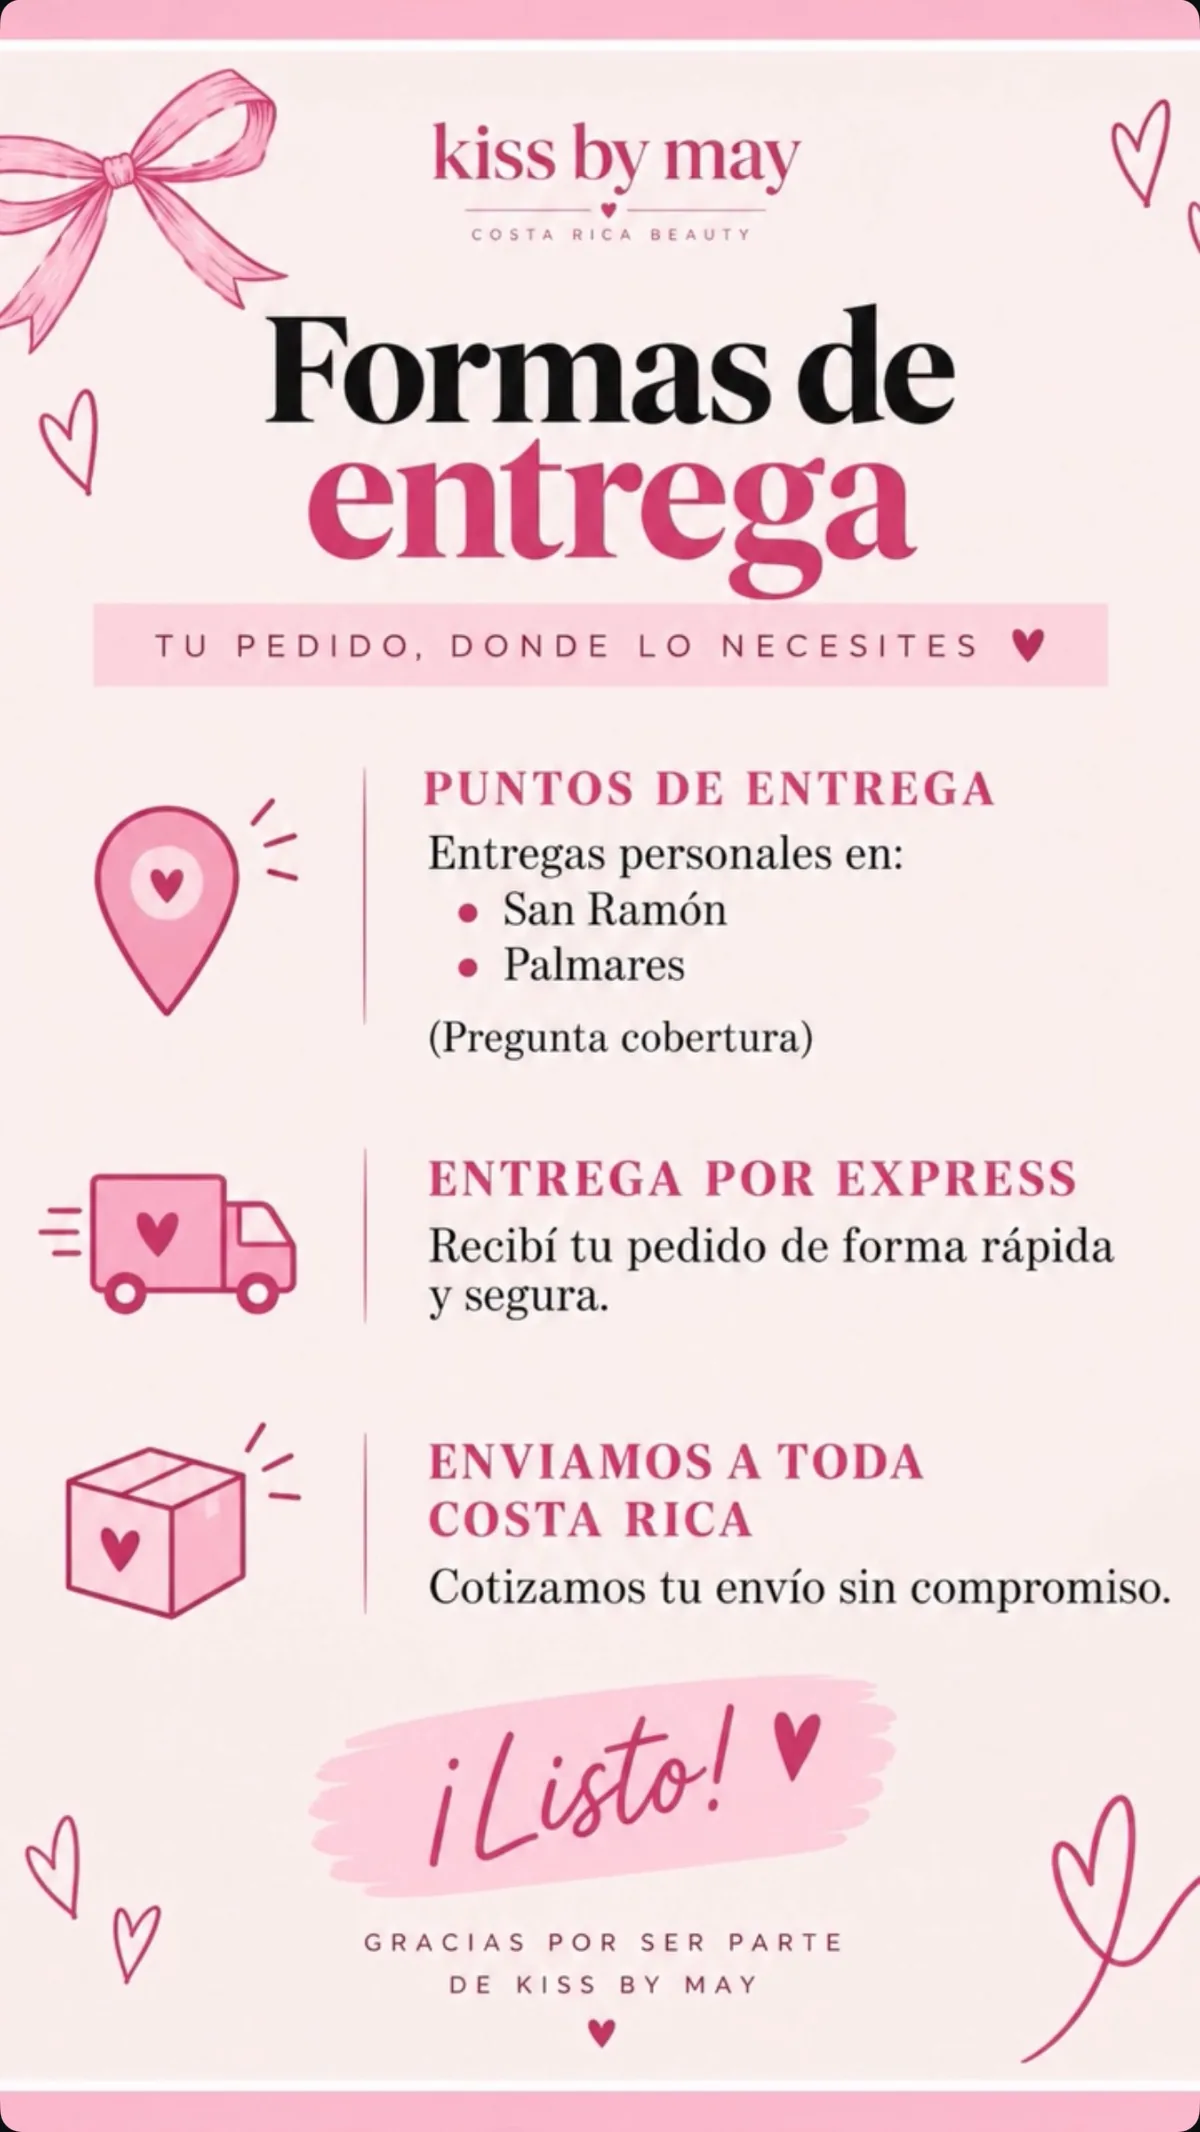 kiss by may
COSTA RICA BEAUTY
Formas de
entrega
TU PEDIDO, DONDE LO NECESITES
PUNTOS DE ENTREGA
Entregas personales en:
• San Ramón
• Palmares
(Pregunta cobertura)
ENTREGA POR EXPRESS
Recibí tu pedido de forma rápida
y segura.
ENVIAMOS A TODA
COSTA RICA
Cotizamos tu envío sin compromiso.
¡Listo!
GRACIAS POR SER PARTE
DE KISS BY MAY